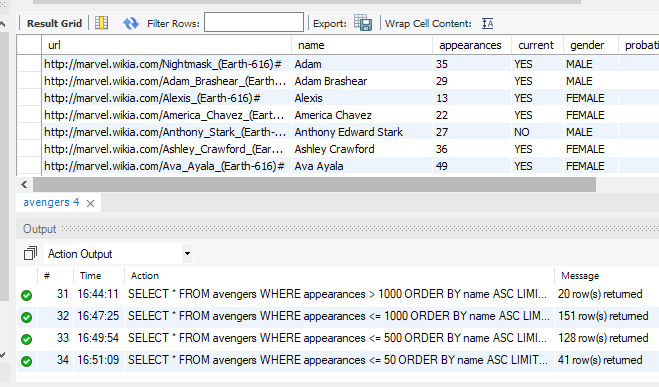 Result Grid Filter Rows: Export: Wrap Cell Content:
url name appearances current gender probati
http://marvel.wikia.com/Nightmask_(Earth-616)# Adam 35 YES MALE
http://marvel.wikia.com/Adam_Brashear_(Earth... Adam Brashear 29 YES MALE
http://marvel.wikia.com/Alexis_(Earth-616)# Alexis 13 YES FEMALE
http://marvel.wikia.com/America_Chavez_(Eart... America Chavez 22 YES FEMALE
http://marvel.wikia.com/Anthony_Stark_(Earth-... Anthony Edward Stark 27 NO MALE
http://marvel.wikia.com/Ashley_Crawford_(Eart... Ashley Crawford 36 YES FEMALE
http://marvel.wikia.com/Ava_Ayala_(Earth-616)# Ava Ayala 49 YES FEMALE
avengers 4
Output
Action Output
# Time Action Message
31 16:44:11 SELECT * FROM avengers WHERE appearances > 1000 ORDER BY name ASC LIMI... 20 row(s) returned
32 16:47:25 SELECT * FROM avengers WHERE appearances <= 1000 ORDER BY name ASC LIMI... 151 row(s) returned
33 16:49:54 SELECT * FROM avengers WHERE appearances <= 500 ORDER BY name ASC LIMI... 128 row(s) returned
34 16:51:09 SELECT * FROM avengers WHERE appearances <= 50 ORDER BY name ASC LIMIT... 41 row(s) returned